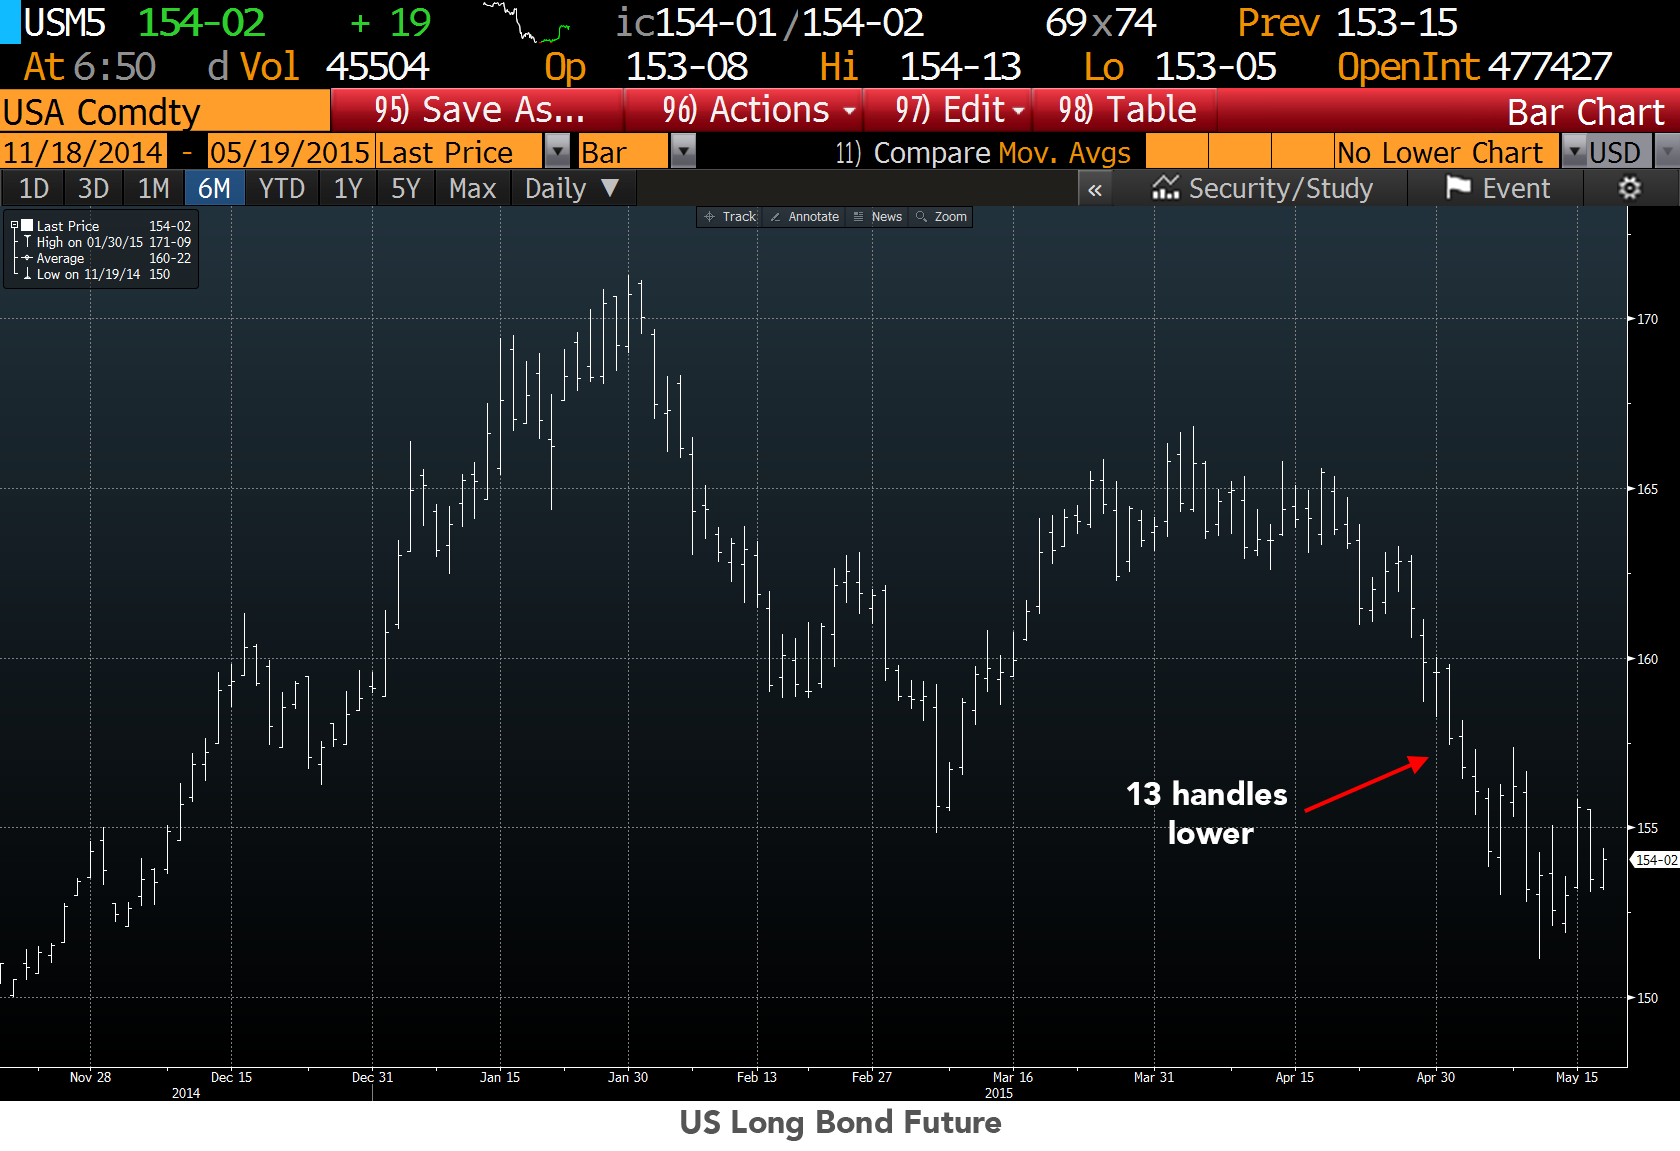 USM5 154-02 + 19 ic154-01/154-02 69x74 Prev 153-15
At 6:50 d Vol 45504 Op 153-08 Hi 154-13 Lo 153-05 OpenInt 477427
USA Comdty 95) Save As... 96) Actions 97) Edit 98) Table Bar Chart
11/18/2014 - 05/19/2015 Last Price Bar 11) Compare Mov. Avgs No Lower Chart USD
1D 3D 1M 6M YTD 1Y 5Y Max Daily ▼ « Security/Study Event
Track Annotate News Zoom
Last Price 154-02
High on 01/30/15 171-09
Average 160-22
Low on 11/19/14 150
170
165
160
13 handles
lower
155
154-02
150
Nov 28 Dec 15 Dec 31 Jan 15 Jan 30 Feb 13 Feb 27 Mar 16 Mar 31 Apr 15 Apr 30 May 15
2014 2015
US Long Bond Future